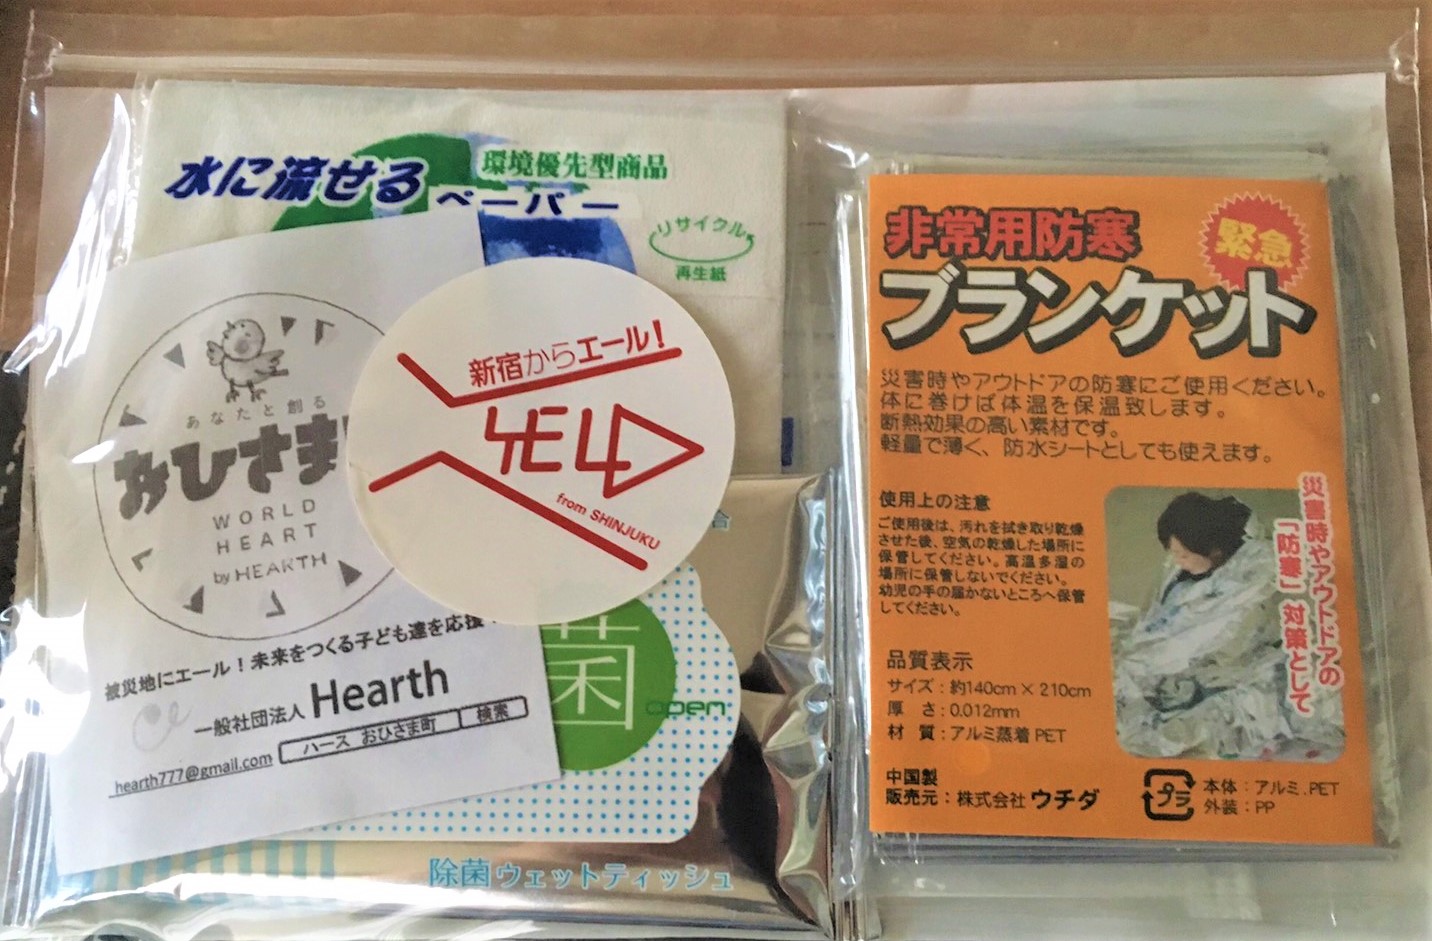 水に流せる
ペーパー
環境優先型商品
リサイクル
再生紙
あなたと創る
おひさま
WORLD
HEART
by HEARTH
被災地にエール！未来をつくる子ども達を応援
一般社団法人 Hearth
ハース おひさま町 検索
hearth777@gmail.com
新宿からエール！
YELL
from SHINJUKU
合
菌
open
除菌ウェットティッシュ
非常用防寒
緊急
ブランケット
災害時やアウトドアの防寒にご使用ください。
体に巻けば体温を保温致します。
断熱効果の高い素材です。
軽量で薄く、防水シートとしても使えます。
使用上の注意
ご使用後は、汚れを拭き取り乾燥
させた後、空気の乾燥した場所に
保管してください。高温多湿の
場所に保管しないでください。
幼児の手の届かないところへ保管
してください。
災害時やアウトドアの
「防寒」対策として
品質表示
サイズ：約140cm×210cm
厚 さ：0.012mm
材 質：アルミ蒸着PET
中国製
販売元：株式会社 ウチダ
プラ
本体：アルミ.PET
外装：PP